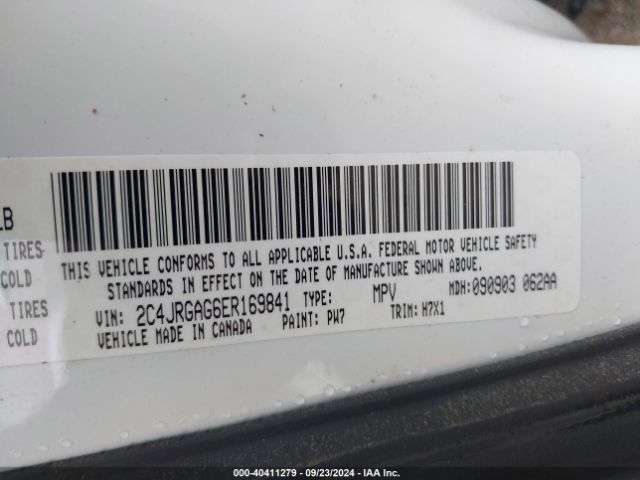 LB
TIRES
COLD
TIRES
COLD
THIS VEHICLE CONFORMS TO ALL APPLICABLE U.S.A. FEDERAL MOTOR VEHICLE SAFETY
STANDARDS IN EFFECT ON THE DATE OF MANUFACTURE SHOWN ABOVE.
VIN: 2C4JRGAG6ER169841 TYPE: MPV MDH: 090903 062AA
VEHICLE MADE IN CANADA PAINT: PW7 TRIM: H7X1
©000-40411279 - 09/23/2024 - IAA Inc.